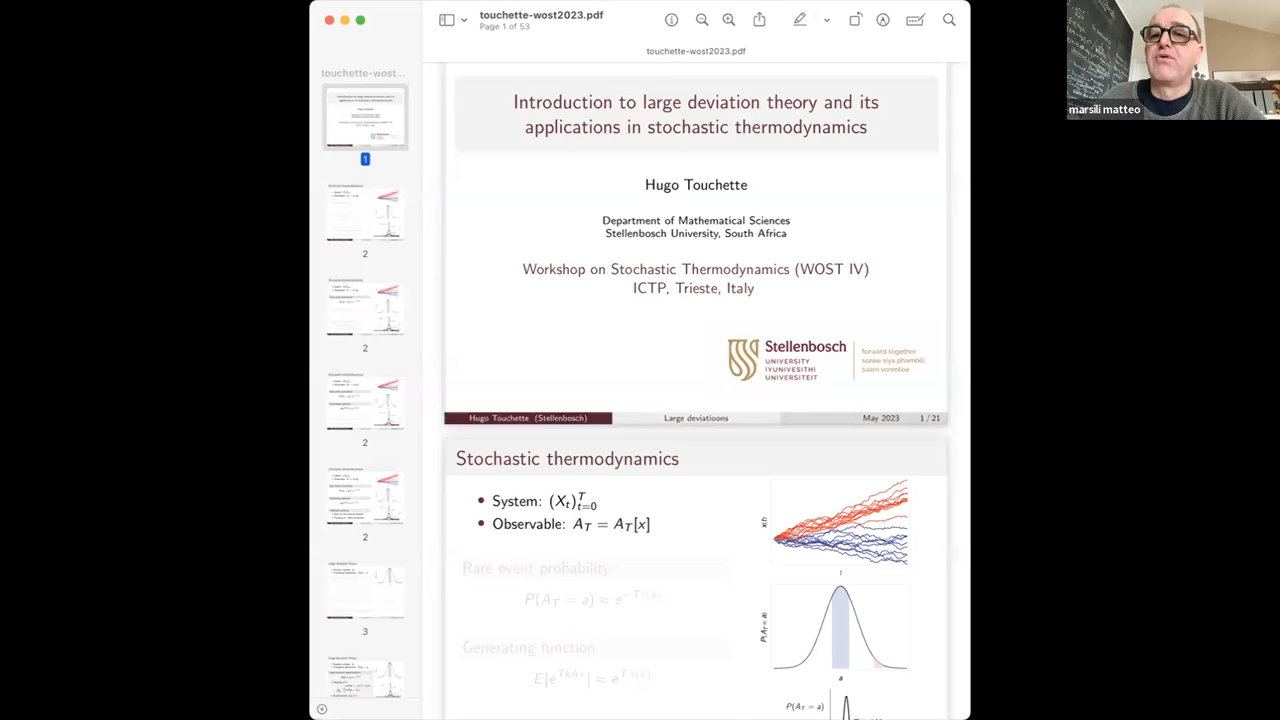 touchette-wost2023.pdf
Page 1 of 53
touchette-wost2023.pdf
touchette-wost...
1
2
2
2
2
3
marsili matteo
Introduction to large deviation theory and its
applications in stochastic thermodynamics
Hugo Touchette
Department of Mathematical Sciences
Stellenbosch University, South Africa
Workshop on Stochastic Thermodynamics (WOST IV)
ICTP, Trieste, Italy
Stellenbosch
UNIVERSITY
IYUNIVESITHI
UNIVERSITEIT
forward together
sonke siya phambili
saam vorentoe
Hugo Touchette (Stellenbosch) Large deviatioons May 2023 1 / 21
Stochastic thermodynamics
• System: (X_t)_{t=0}^T
• Observable: A_T = A_T[x]
x(t)
t
Rare event probability
P(A_T = a) ≈ e^{-T I(a)}
P(A_T = a)
a
Generating function
E[e^{TkA_T}] ≈ e^{Tλ(k)}
P(A_T = a)